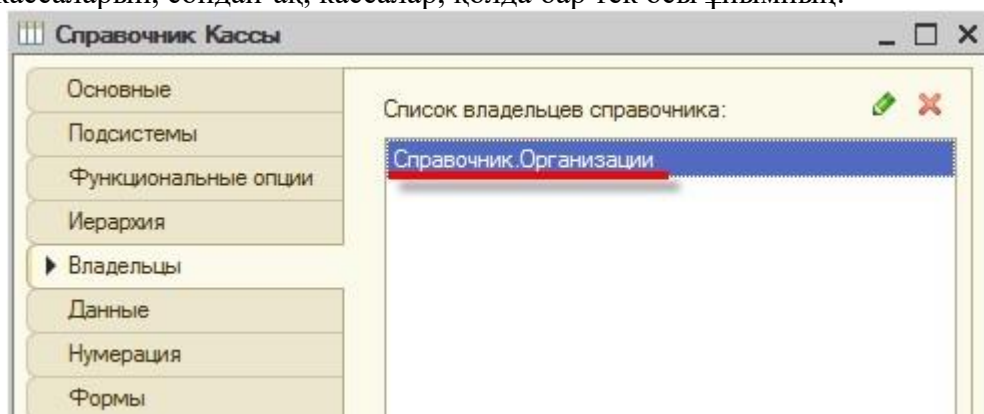 кассаларын, сондай-ақ, кассалар, қолда бар тек осы ұйымның.
Справочник Кассы
Основные
Подсистемы
Функциональные опции
Иерархия
Владельцы
Данные
Нумерация
Формы
Список владельцев справочника:
Справочник.Организации